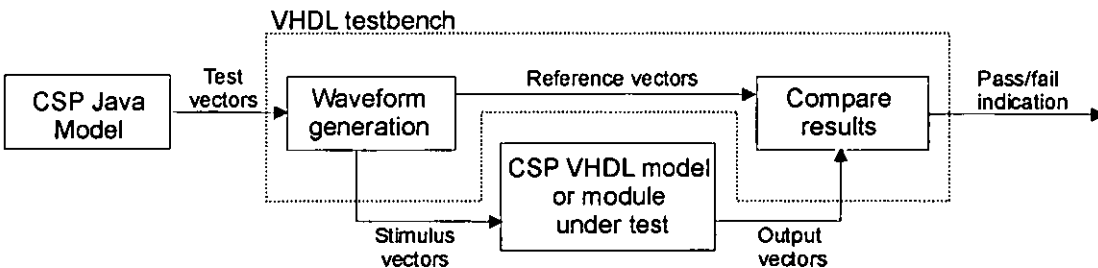 VHDL testbench
CSP Java
Model
Test
vectors
Waveform
generation
Reference vectors
Compare
results
Pass/fail
indication
CSP VHDL model
or module
under test
Stimulus
vectors
Output
vectors